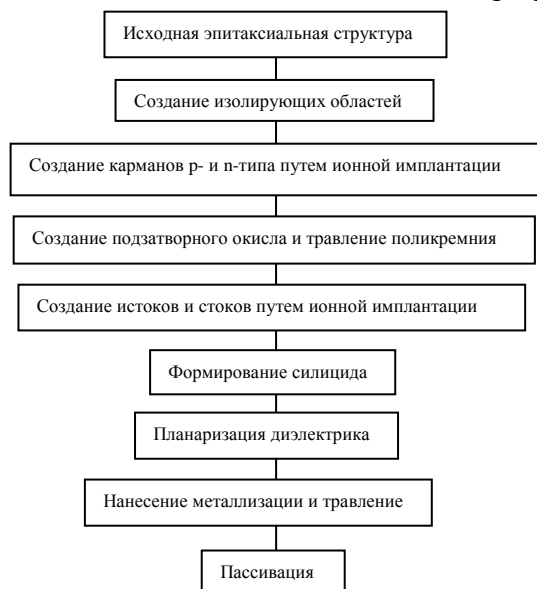 Исходная эпитаксиальная структура
Создание изолирующих областей
Создание карманов p- и n-типа путем ионной имплантации
Создание подзатворного окисла и травление поликремния
Создание истоков и стоков путем ионной имплантации
Формирование силицида
Планаризация диэлектрика
Нанесение металлизации и травление
Пассивация